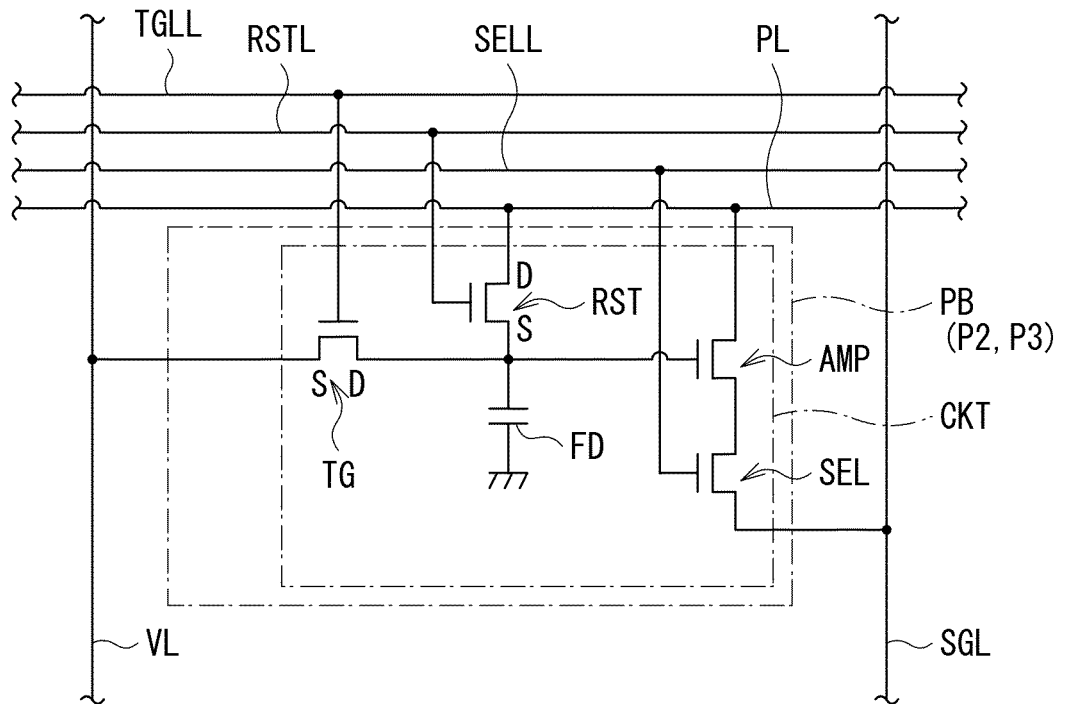 TGLL
RSTL
SELL
PL
D
RST
S
PB
(P2, P3)
AMP
S D
CKT
FD
TG
SEL
VL
SGL